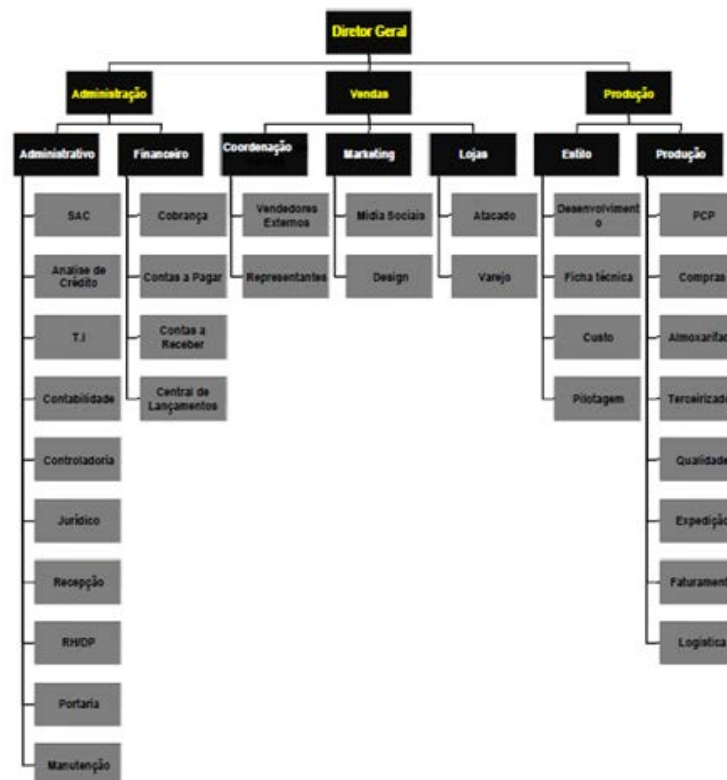 Diretor Geral
Administração
Vendas
Produção
Administrativo
Financeiro
Coordenação
Marketing
Lojas
Estilo
Produção
SAC
Cobrança
Vendedores
Externos
Mídia Sociais
Atacado
Desenvolviment
o
PCP
Analise de
Crédito
Contas a Pagar
Representantes
Design
Varejo
Ficha técnica
Compras
T.I
Contas a
Receber
Custo
Almoxarifad
Contabilidade
Central de
Lançamentos
Pilotagem
Terceirizado
Controladoria
Qualidade
Jurídico
Expedição
Recepção
Faturament
RH/DP
Logística
Portaria
Manutenção